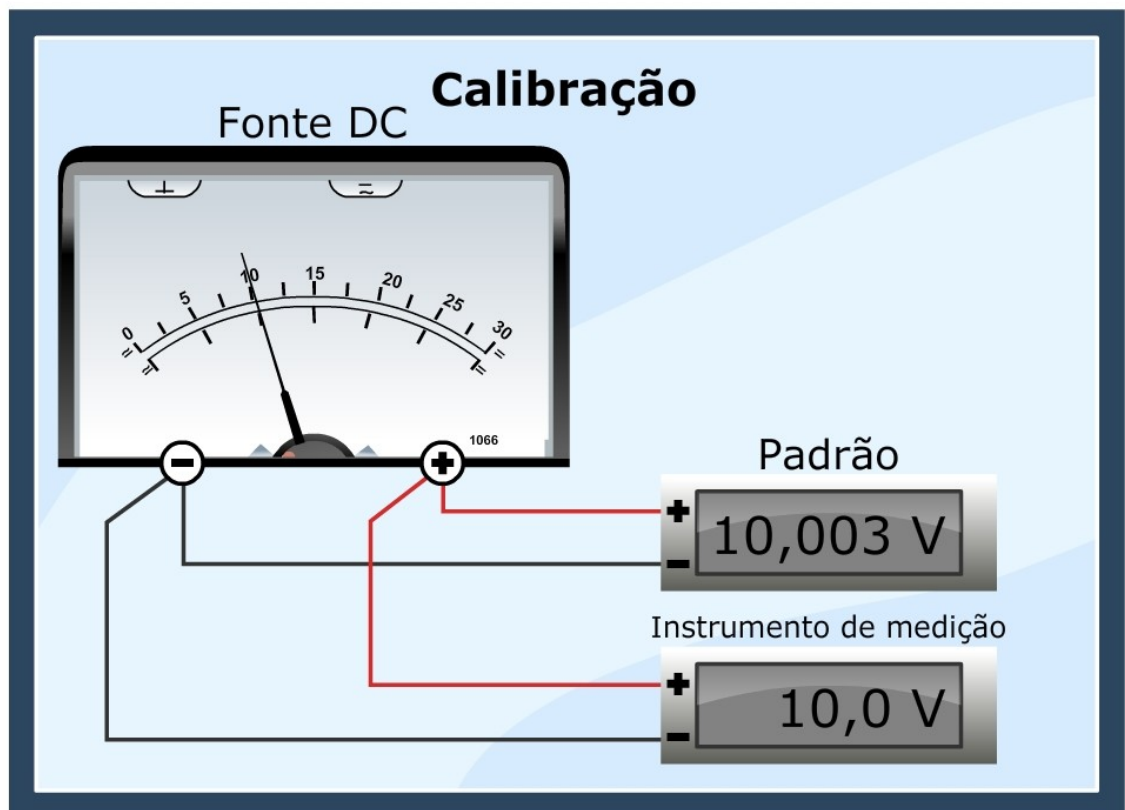 Calibração
Fonte DC
0 5 10 15 20 25 30
1066
+
-
Padrão
+
10,003 V
-
Instrumento de medição
+
10,0 V
-